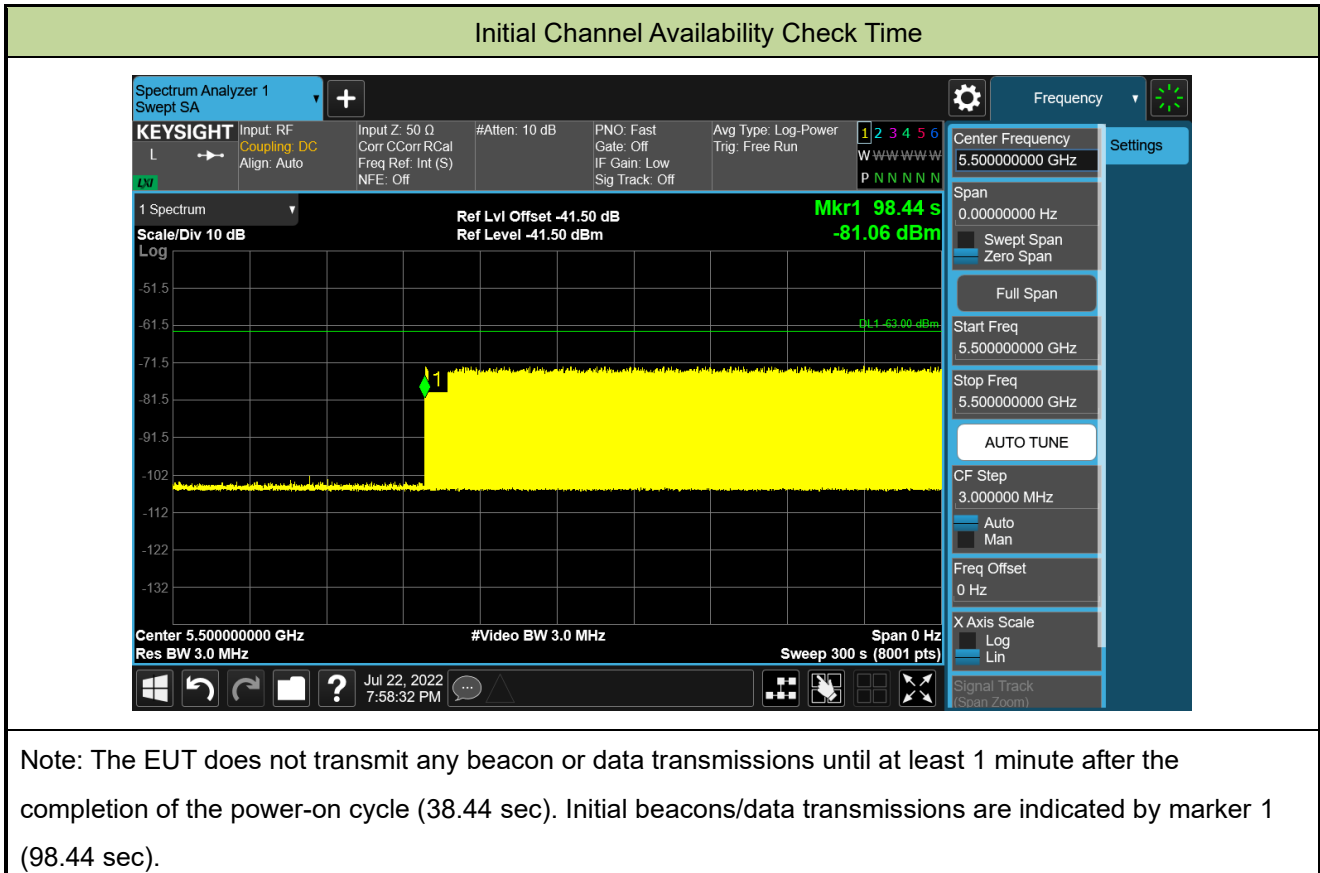 Initial Channel Availability Check Time
Spectrum Analyzer 1
Swept SA
Frequency
KEYSIGHT
L
LXI
Input: RF
Coupling: DC
Align: Auto
Input Z: 50 Ω
Corr CCorr RCal
Freq Ref: Int (S)
NFE: Off
#Atten: 10 dB
PNO: Fast
Gate: Off
IF Gain: Low
Sig Track: Off
Avg Type: Log-Power
Trig: Free Run
1 2 3 4 5 6
W W W W W W
P N N N N N
1 Spectrum
Scale/Div 10 dB
Ref Lvl Offset -41.50 dB
Ref Level -41.50 dBm
Mkr1 98.44 s
-81.06 dBm
Log
-51.5
-61.5
-71.5
-81.5
-91.5
-102
-112
-122
-132
DL1 -63.00 dBm
1
Center 5.500000000 GHz
Res BW 3.0 MHz
#Video BW 3.0 MHz
Span 0 Hz
Sweep 300 s (8001 pts)
Jul 22, 2022
7:58:32 PM
Center Frequency
5.500000000 GHz
Settings
Span
0.00000000 Hz
Swept Span
Zero Span
Full Span
Start Freq
5.500000000 GHz
Stop Freq
5.500000000 GHz
AUTO TUNE
CF Step
3.000000 MHz
Auto
Man
Freq Offset
0 Hz
X Axis Scale
Log
Lin
Signal Track
(Span Zoom)
Note: The EUT does not transmit any beacon or data transmissions until at least 1 minute after the
completion of the power-on cycle (38.44 sec). Initial beacons/data transmissions are indicated by marker 1
(98.44 sec).